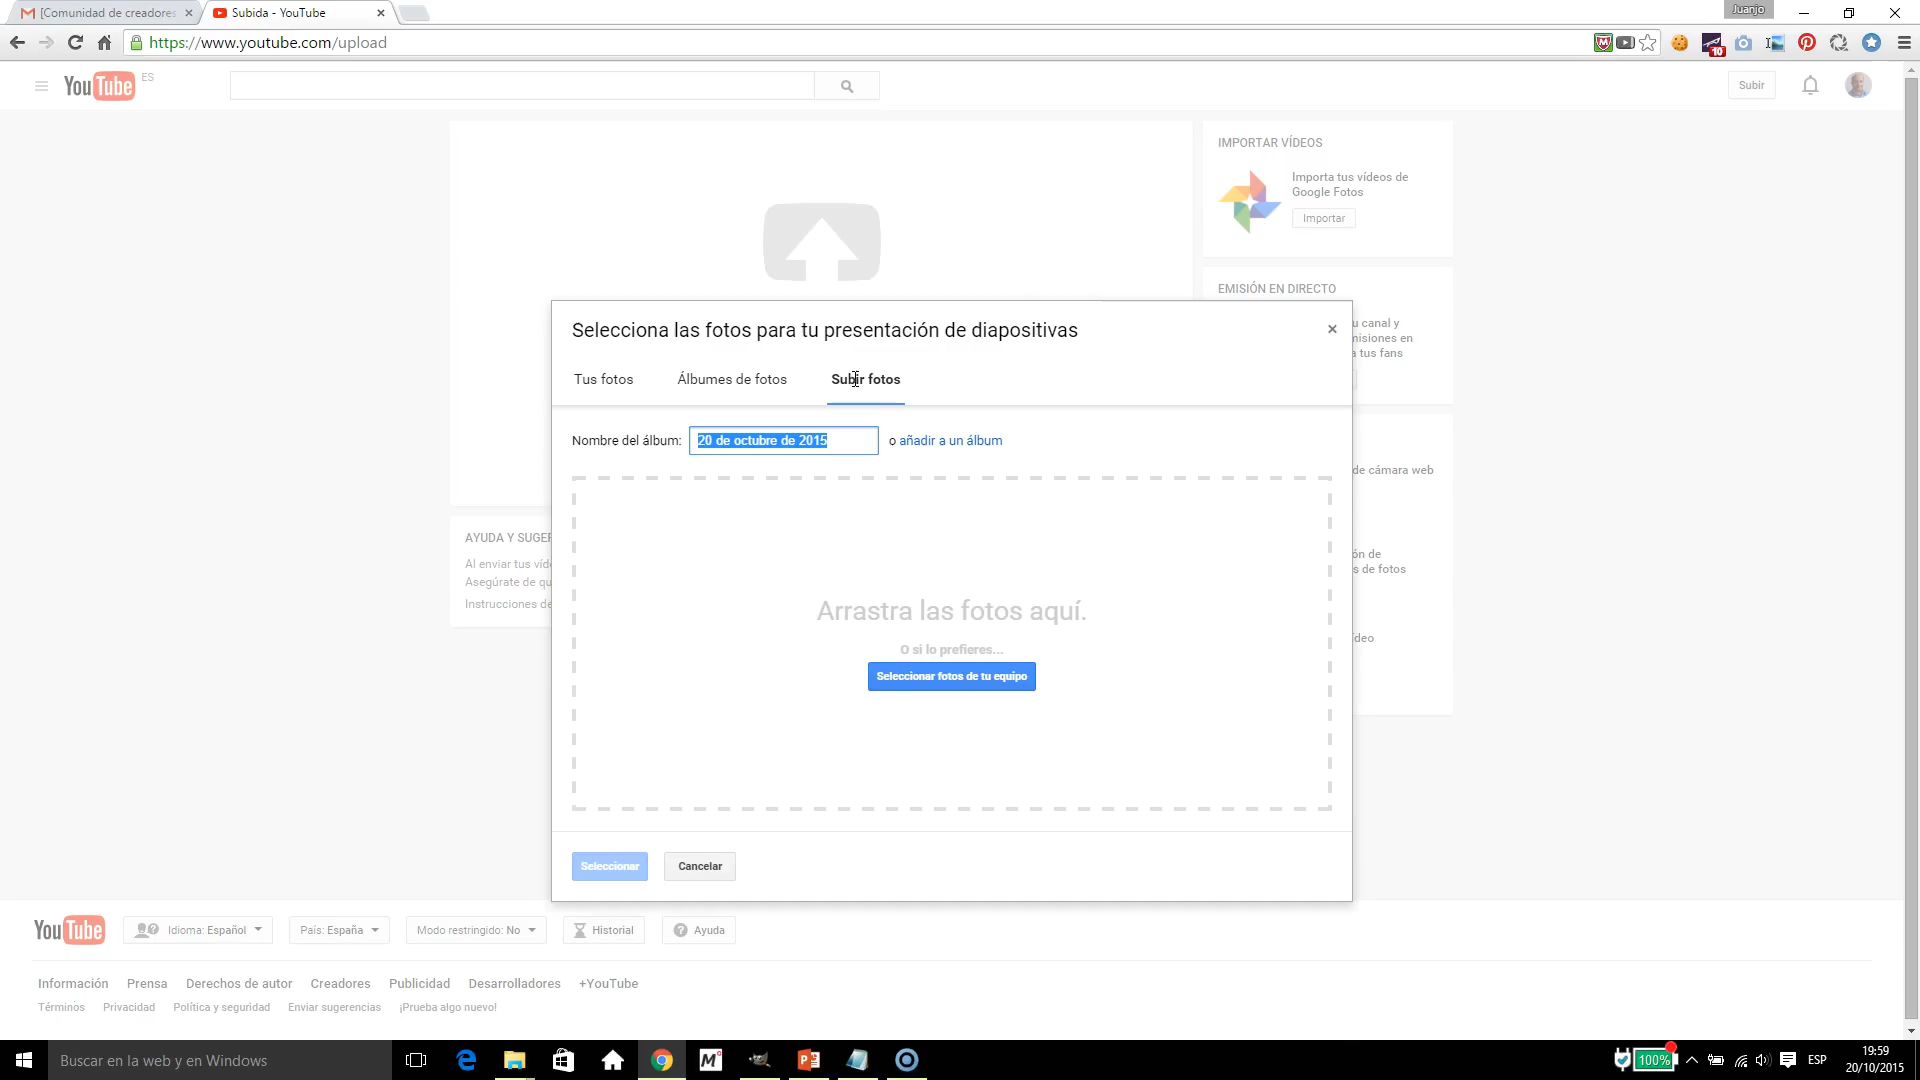 [Comunidad de creadores
Subida - YouTube
Juanjo
https://www.youtube.com/upload
10
YouTube ES
Subir
IMPORTAR VÍDEOS
Importa tus vídeos de
Google Fotos
Importar
EMISIÓN EN DIRECTO
u canal y
misiones en
a tus fans
de cámara web
ón de
s de fotos
ídeo
AYUDA Y SUGER
Al enviar tus víd
Asegúrate de qu
Instrucciones de
Selecciona las fotos para tu presentación de diapositivas
Tus fotos
Álbumes de fotos
Subir fotos
Nombre del álbum: 20 de octubre de 2015 o añadir a un álbum
Arrastra las fotos aquí.
O si lo prefieres...
Seleccionar fotos de tu equipo
Seleccionar
Cancelar
YouTube
Idioma: Español
País: España
Modo restringido: No
Historial
Ayuda
Información Prensa Derechos de autor Creadores Publicidad Desarrolladores +YouTube
Términos Privacidad Política y seguridad Enviar sugerencias ¡Prueba algo nuevo!
Buscar en la web y en Windows
100%
ESP
19:59
20/10/2015